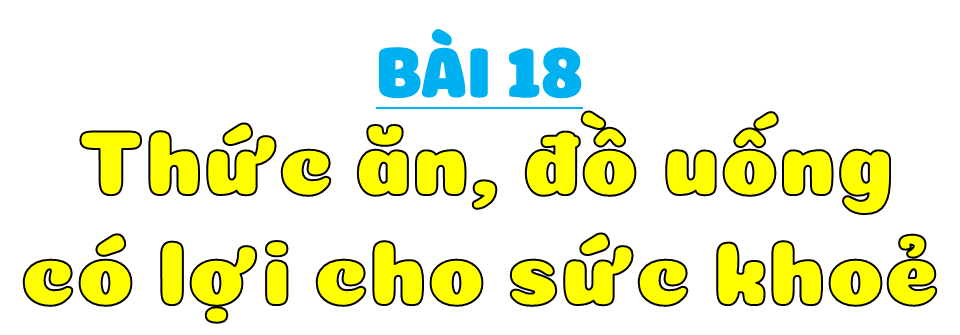 BÀI 18
Thức ăn, đồ uống
có lợi cho sức khoẻ